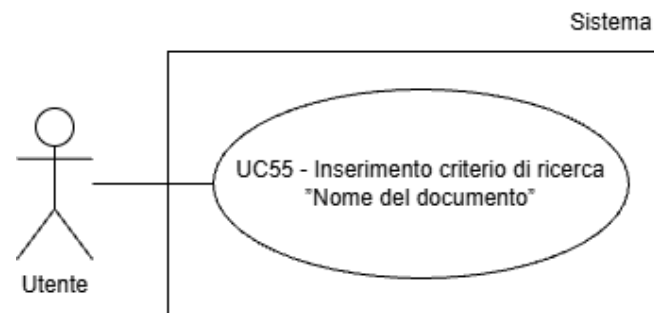 Sistema
UC55 - Inserimento criterio di ricerca
"Nome del documento"
Utente